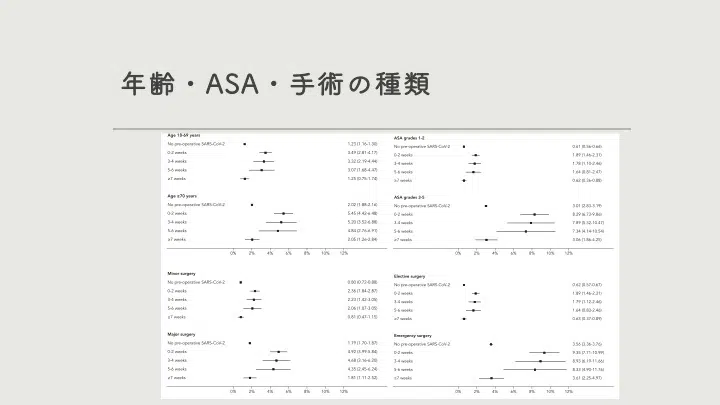 年齢・ASA・手術の種類
Age 18-69 years
No pre-operative SARS-CoV-2 1.23 (1.16-1.30)
0-2 weeks 3.49 (2.81-4.17)
3-4 weeks 3.32 (2.19-4.44)
5-6 weeks 3.07 (1.68-4.47)
≥7 weeks 1.25 (0.75-1.74)
Age ≥70 years
No pre-operative SARS-CoV-2 2.02 (1.88-2.16)
0-2 weeks 5.45 (4.42-6.48)
3-4 weeks 5.20 (3.52-6.88)
5-6 weeks 4.84 (2.76-6.91)
≥7 weeks 2.05 (1.26-2.84)
0% 2% 4% 6% 8% 10% 12%
Minor surgery
No pre-operative SARS-CoV-2 0.80 (0.72-0.88)
0-2 weeks 2.36 (1.84-2.87)
3-4 weeks 2.23 (1.42-3.05)
5-6 weeks 2.06 (1.07-3.05)
≥7 weeks 0.81 (0.47-1.15)
Major surgery
No pre-operative SARS-CoV-2 1.79 (1.70-1.87)
0-2 weeks 4.92 (3.99-5.84)
3-4 weeks 4.68 (3.16-6.20)
5-6 weeks 4.35 (2.45-6.24)
≥7 weeks 1.81 (1.11-2.52)
0% 2% 4% 6% 8% 10% 12%
ASA grades 1-2
No pre-operative SARS-CoV-2 0.61 (0.56-0.66)
0-2 weeks 1.89 (1.46-2.31)
3-4 weeks 1.78 (1.10-2.46)
5-6 weeks 1.64 (0.81-2.47)
≥7 weeks 0.62 (0.36-0.88)
ASA grades 3-5
No pre-operative SARS-CoV-2 3.01 (2.83-3.19)
0-2 weeks 8.29 (6.72-9.86)
3-4 weeks 7.89 (5.32-10.47)
5-6 weeks 7.34 (4.14-10.54)
≥7 weeks 3.06 (1.86-4.25)
0% 2% 4% 6% 8% 10% 12%
Elective surgery
No pre-operative SARS-CoV-2 0.62 (0.57-0.67)
0-2 weeks 1.89 (1.46-2.31)
3-4 weeks 1.79 (1.12-2.46)
5-6 weeks 1.64 (0.83-2.46)
≥7 weeks 0.63 (0.37-0.89)
Emergency surgery
No pre-operative SARS-CoV-2 3.56 (3.36-3.76)
0-2 weeks 9.35 (7.71-10.99)
3-4 weeks 8.93 (6.19-11.66)
5-6 weeks 8.33 (4.90-11.76)
≥7 weeks 3.61 (2.25-4.97)
0% 2% 4% 6% 8% 10% 12%